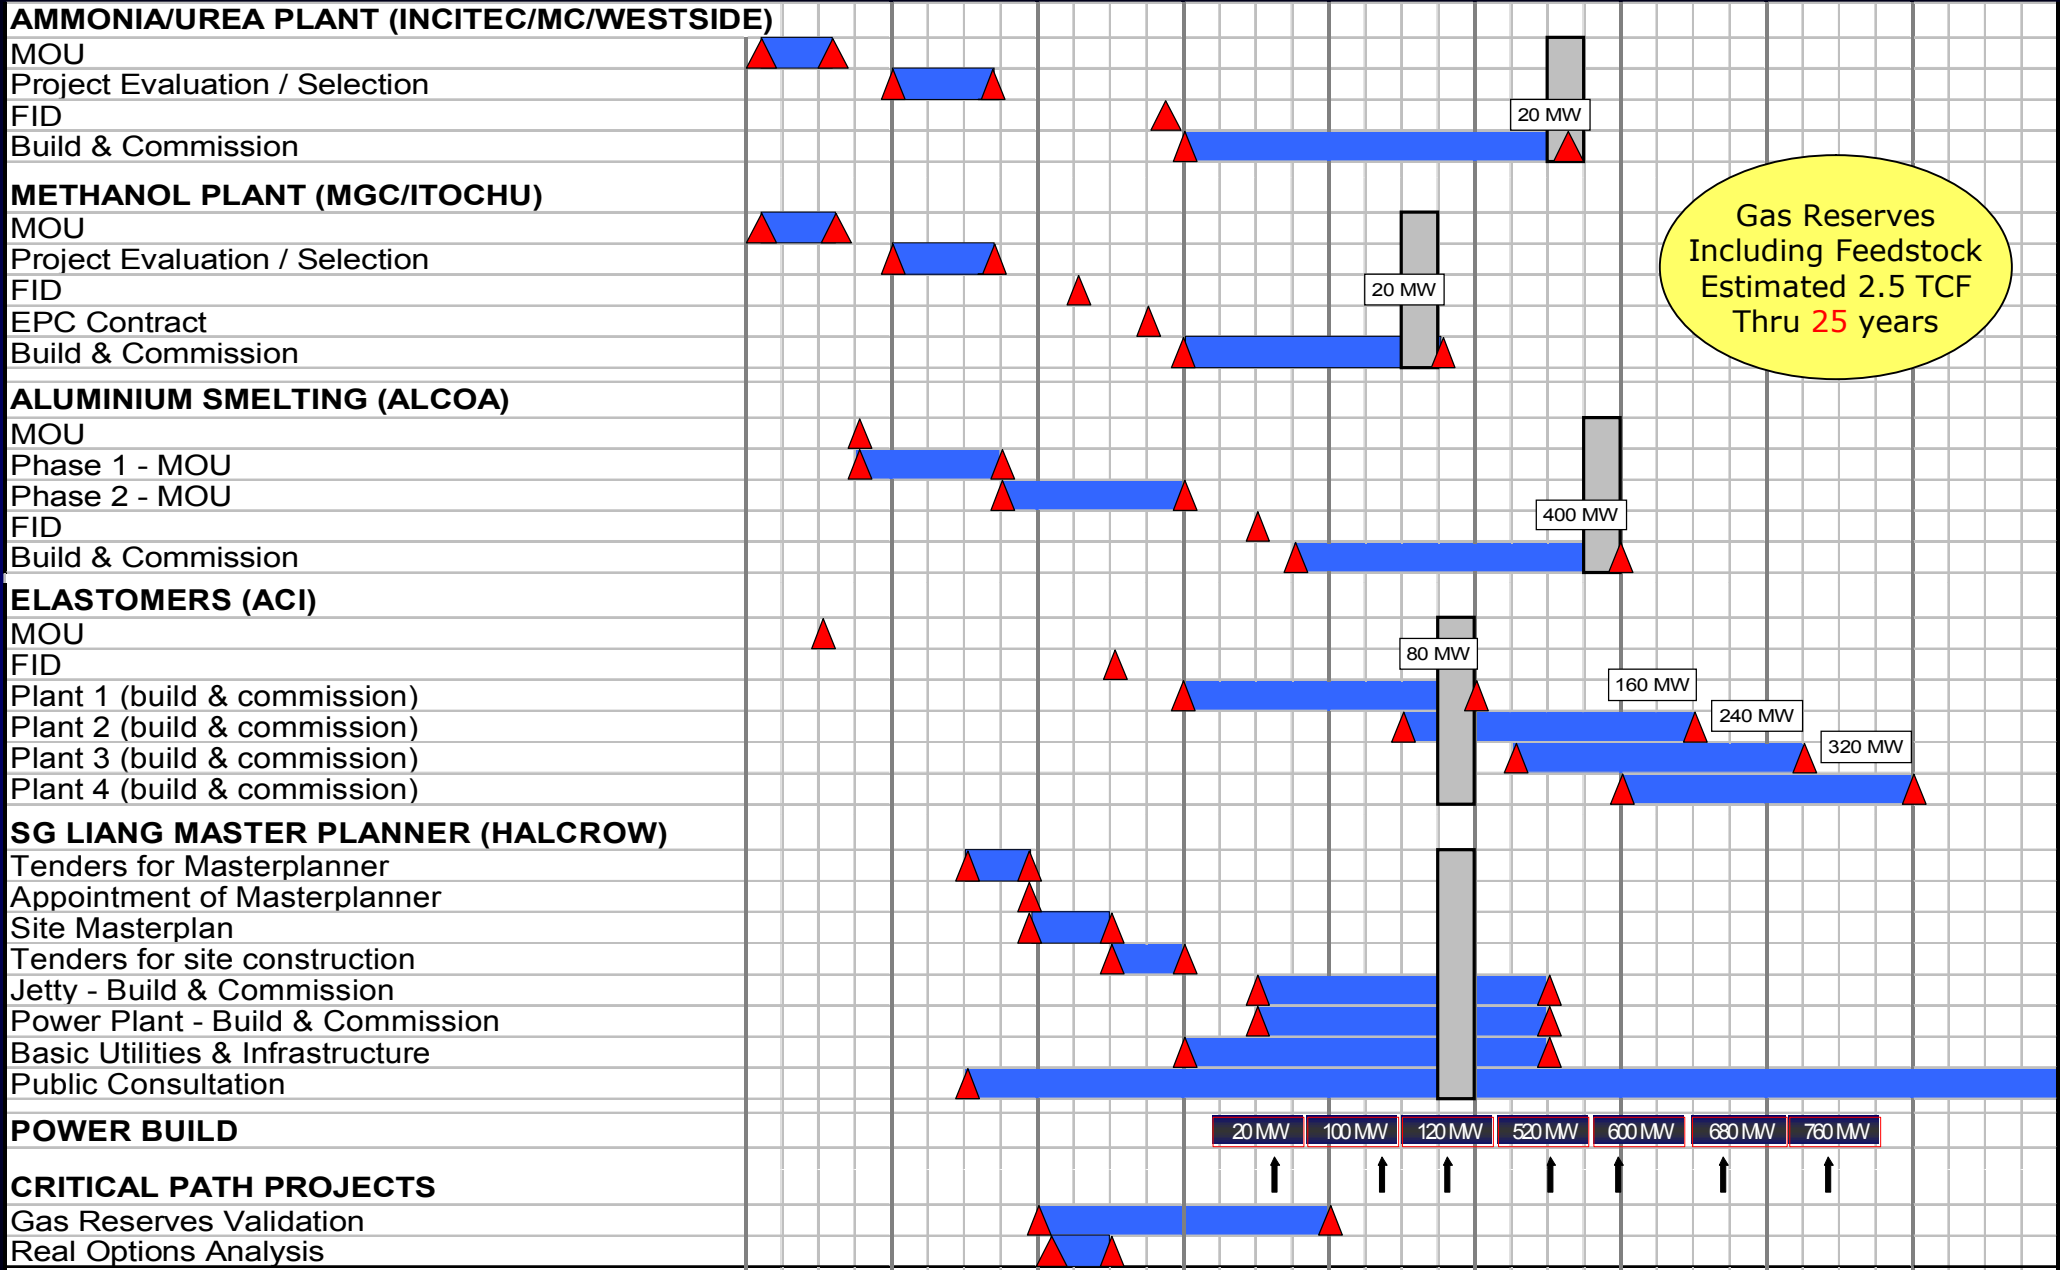 AMMONIA/UREA PLANT (INCITEC/MC/WESTSIDE)
MOU
Project Evaluation / Selection
FID
20 MW
Build & Commission
METHANOL PLANT (MGC/ITOCHU)
MOU
Project Evaluation / Selection
FID
20 MW
EPC Contract
Build & Commission
Gas Reserves
Including Feedstock
Estimated 2.5 TCF
Thru 25 years
ALUMINIUM SMELTING (ALCOA)
MOU
Phase 1 - MOU
Phase 2 - MOU
400 MW
FID
Build & Commission
ELASTOMERS (ACI)
MOU
80 MW
FID
160 MW
Plant 1 (build & commission)
240 MW
Plant 2 (build & commission)
320 MW
Plant 3 (build & commission)
Plant 4 (build & commission)
SG LIANG MASTER PLANNER (HALCROW)
Tenders for Masterplanner
Appointment of Masterplanner
Site Masterplan
Tenders for site construction
Jetty - Build & Commission
Power Plant - Build & Commission
Basic Utilities & Infrastructure
Public Consultation
POWER BUILD 20 MW 100 MW 120 MW 520 MW 600 MW 680 MW 760 MW
CRITICAL PATH PROJECTS
Gas Reserves Validation
Real Options Analysis